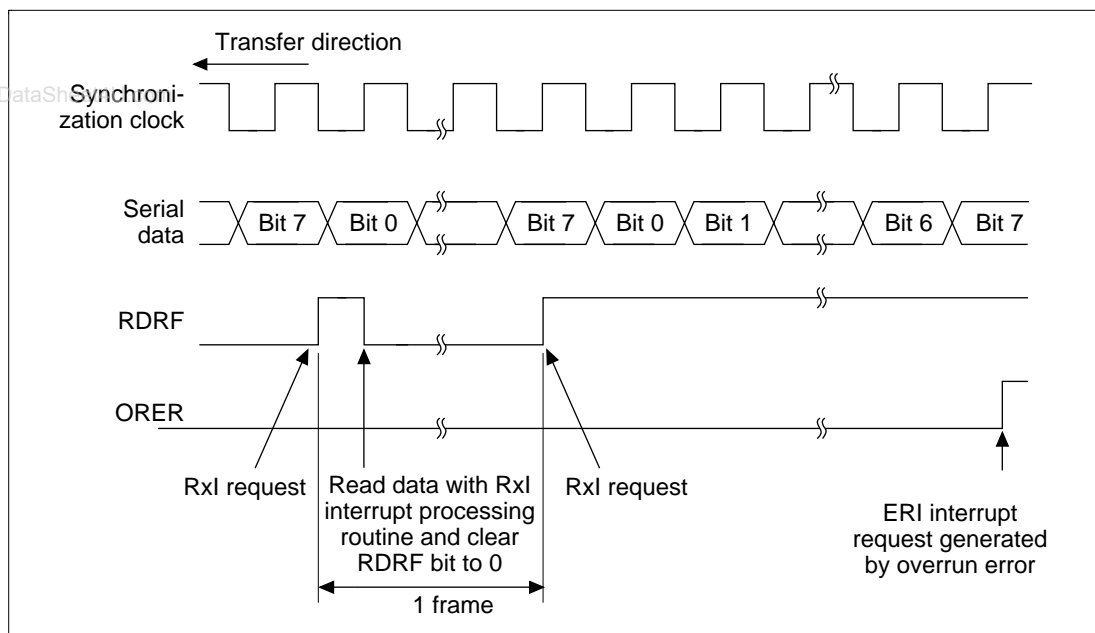 Transfer direction
DataSheet4U.com
Synchroni-
zation clock
Serial
data
Bit 7
Bit 0
Bit 7
Bit 0
Bit 1
Bit 6
Bit 7
RDRF
ORER
RxI request
Read data with RxI
interrupt processing
routine and clear
RDRF bit to 0
RxI request
ERI interrupt
request generated
by overrun error
1 frame